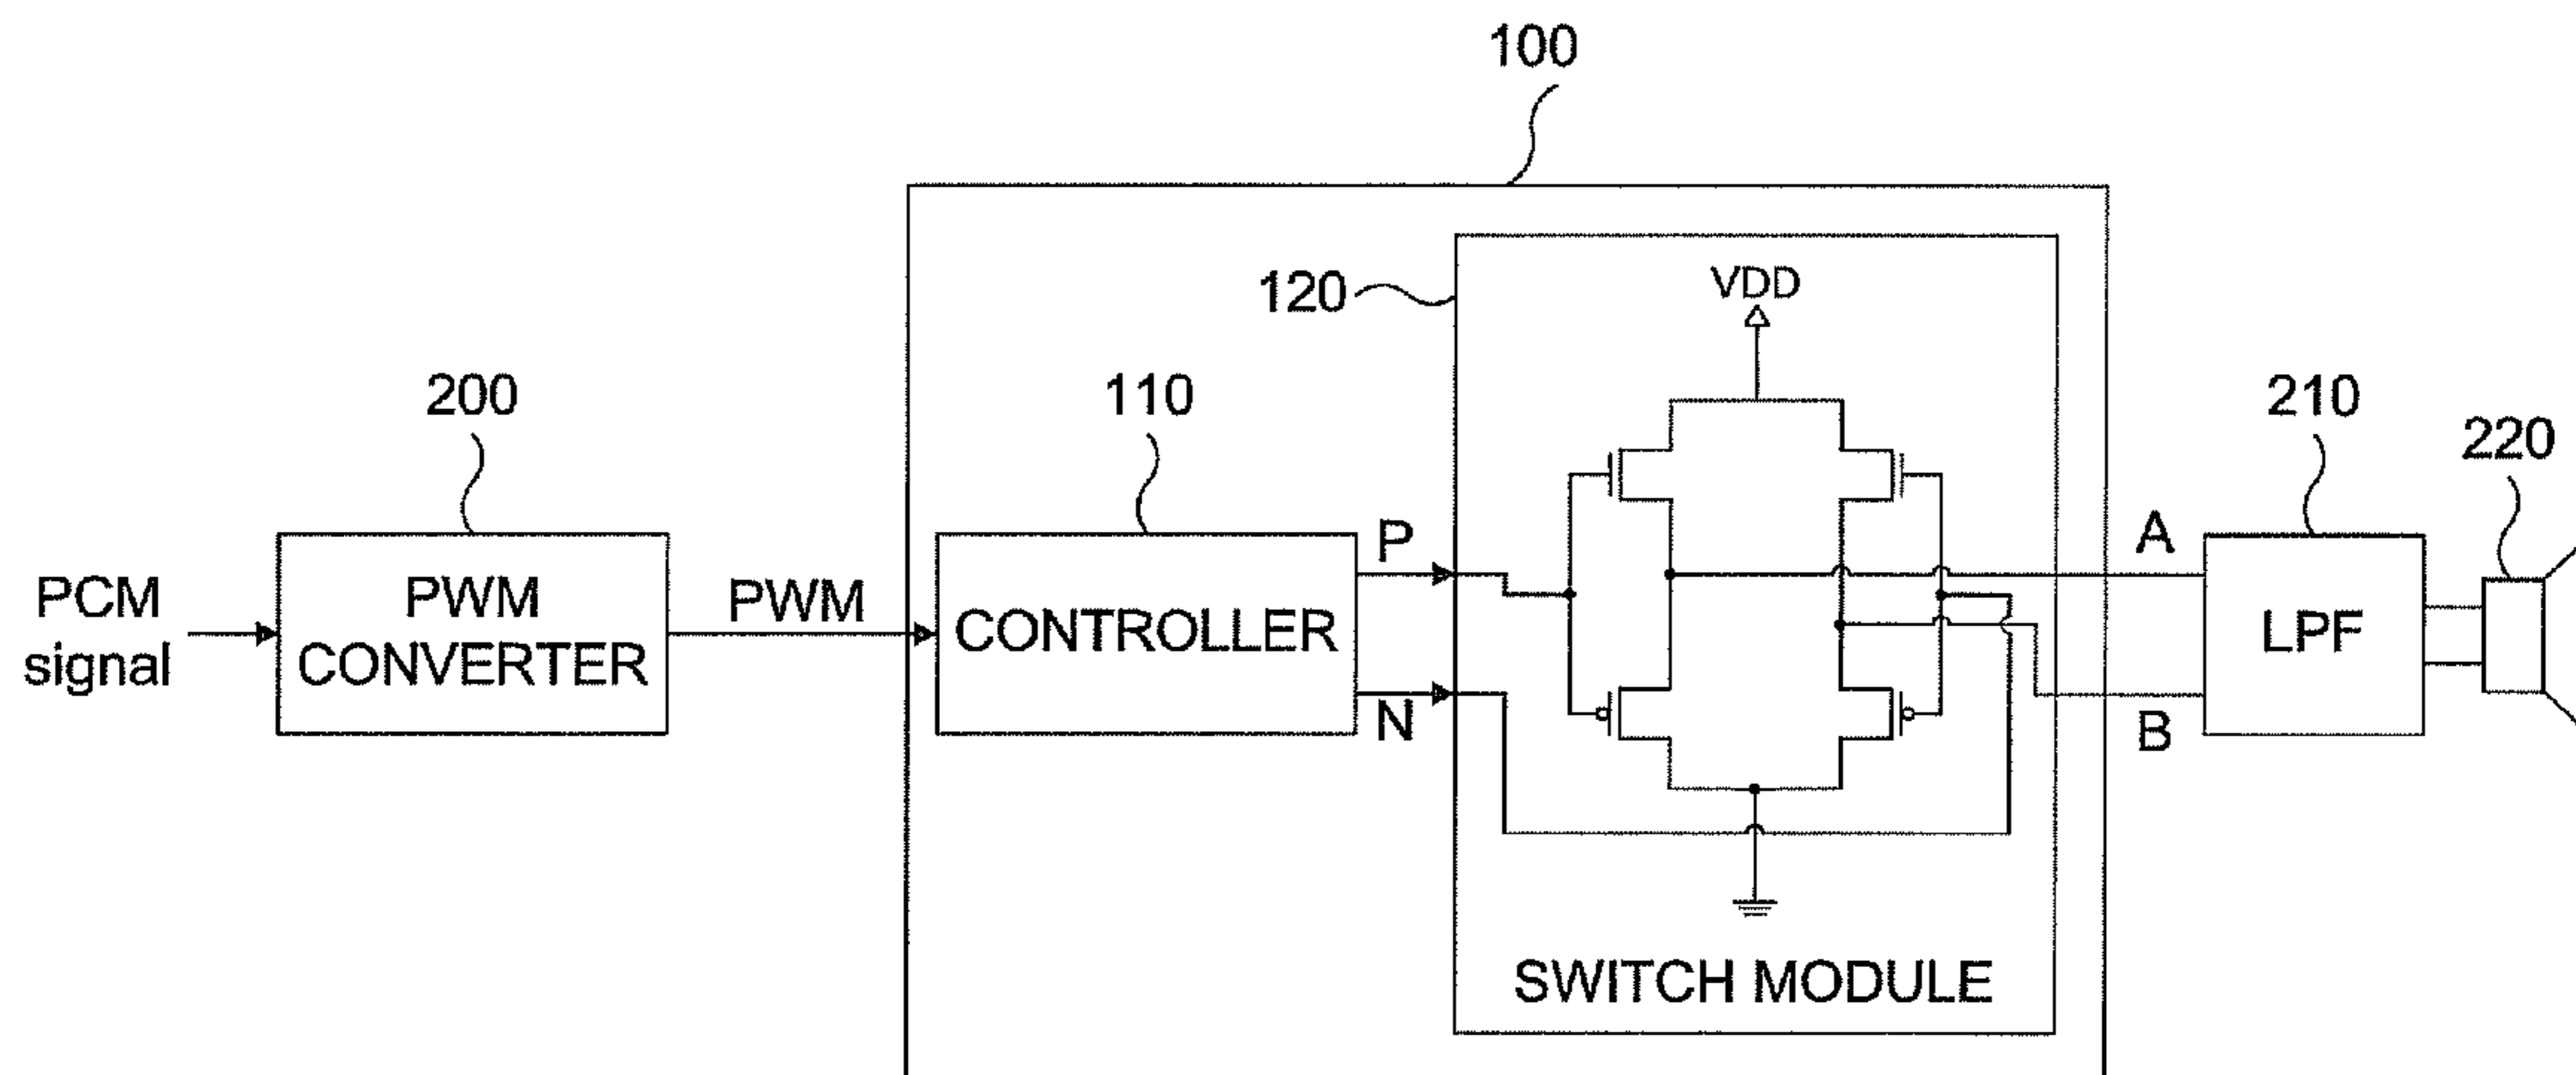 100
120
VDD
200
110
210
220
PCM
signal
PWM
CONVERTER
PWM
CONTROLLER
P
N
A
B
LPF
SWITCH MODULE